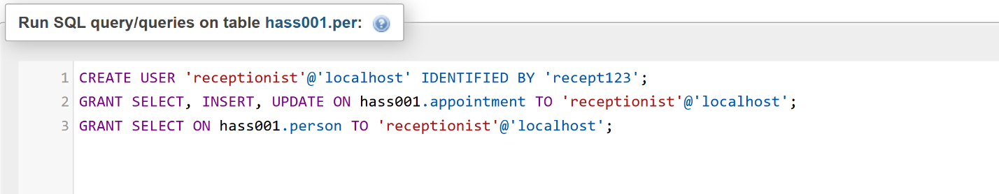 Run SQL query/queries on table hass001.per:
1 CREATE USER 'receptionist'@'localhost' IDENTIFIED BY 'recept123';
2 GRANT SELECT, INSERT, UPDATE ON hass001.appointment TO 'receptionist'@'localhost';
3 GRANT SELECT ON hass001.person TO 'receptionist'@'localhost';